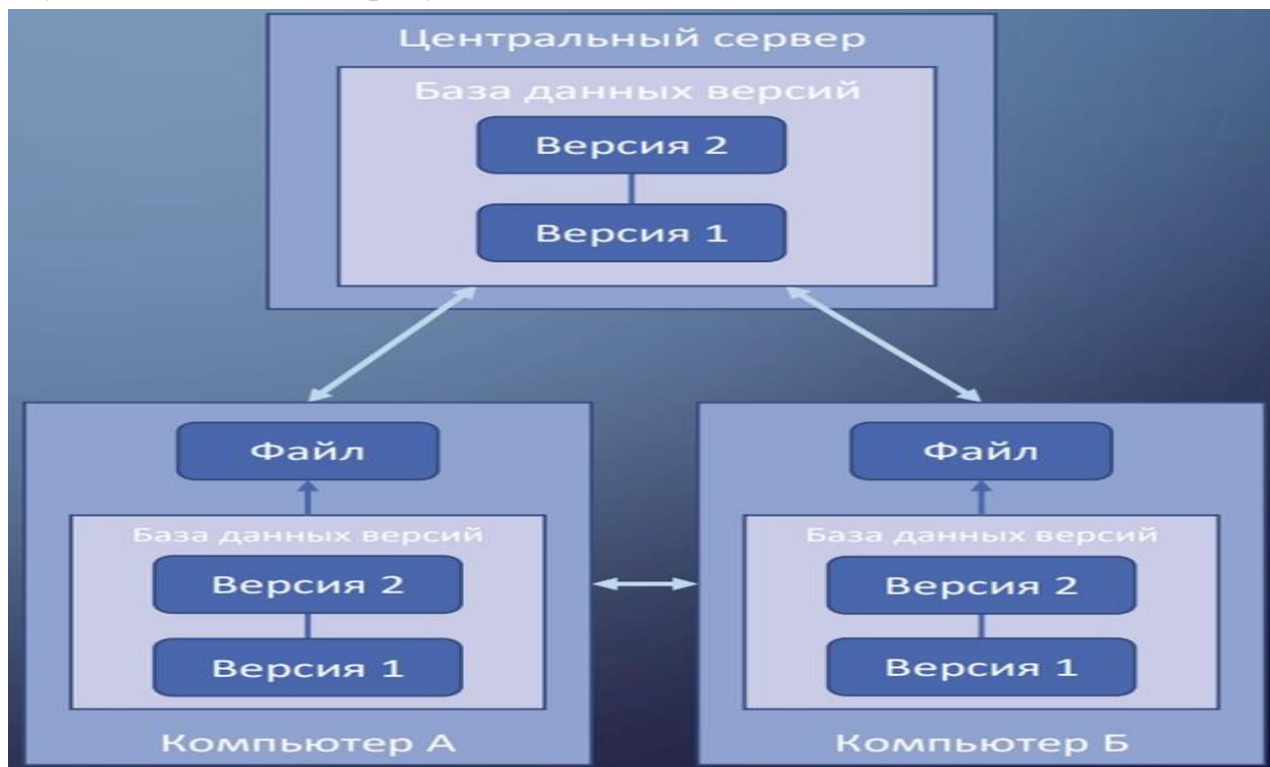 Центральный сервер
База данных версий
Версия 2
Версия 1
Файл
База данных версий
Версия 2
Версия 1
Компьютер А
Файл
База данных версий
Версия 2
Версия 1
Компьютер Б